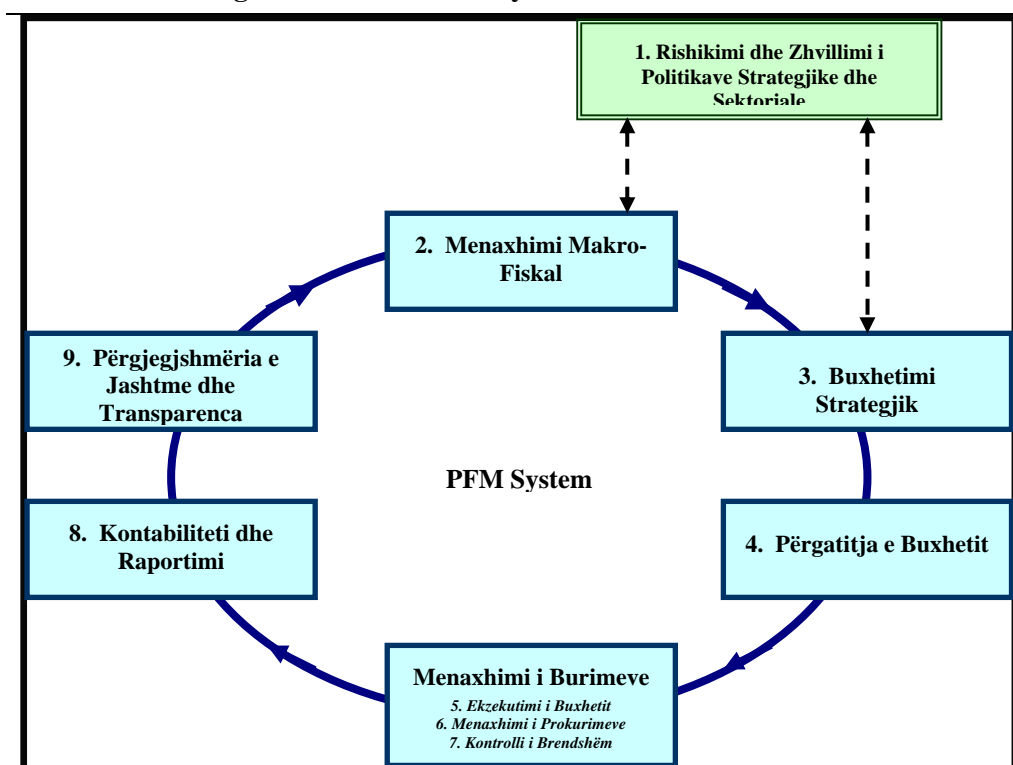 1. Rishikimi dhe Zhvillimi i
Politikave Strategjike dhe
Sektoriale
2. Menaxhimi Makro-
Fiskal
9. Përgjegjshmëria e
Jashtme dhe
Transparenca
3. Buxhetimi
Strategjik
PFM System
8. Kontabiliteti dhe
Raportimi
4. Përgatitja e Buxhetit
Menaxhimi i Burimeve
5. Ekzekutimi i Buxhetit
6. Menaxhimi i Prokurimeve
7. Kontrolli i Brendshëm